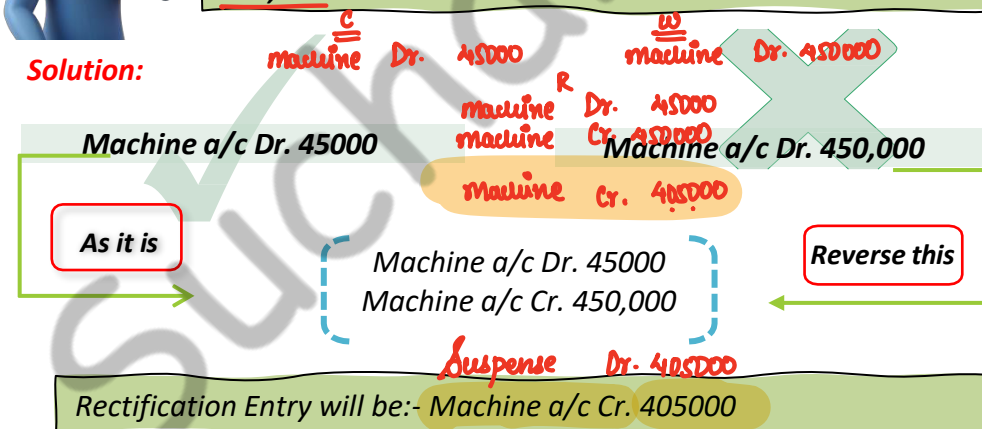 C
W
machine Dr. 45000
machine Dr. 450000
Solution:
R
machine Dr. 45000
machine Cr. 450000
Machine a/c Dr. 45000
Machine a/c Dr. 450,000
Machine Cr. 405000
As it is
Reverse this
Machine a/c Dr. 45000
Machine a/c Cr. 450,000
Suspense Dr. 405000
Rectification Entry will be:- Machine a/c Cr. 405000